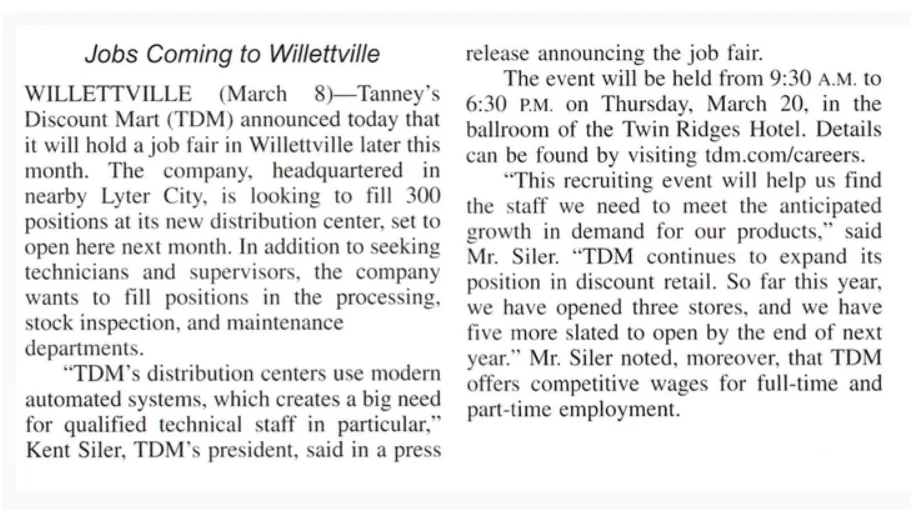 Jobs Coming to Willettville
WILLETTVILLE (March 8)—Tanney’s
Discount Mart (TDM) announced today that
it will hold a job fair in Willettville later this
month. The company, headquartered in
nearby Lyter City, is looking to fill 300
positions at its new distribution center, set to
open here next month. In addition to seeking
technicians and supervisors, the company
wants to fill positions in the processing,
stock inspection, and maintenance
departments.
“TDM’s distribution centers use modern
automated systems, which creates a big need
for qualified technical staff in particular,”
Kent Siler, TDM’s president, said in a press
release announcing the job fair.
The event will be held from 9:30 A.M. to
6:30 P.M. on Thursday, March 20, in the
ballroom of the Twin Ridges Hotel. Details
can be found by visiting tdm.com/careers.
“This recruiting event will help us find
the staff we need to meet the anticipated
growth in demand for our products,” said
Mr. Siler. “TDM continues to expand its
position in discount retail. So far this year,
we have opened three stores, and we have
five more slated to open by the end of next
year.” Mr. Siler noted, moreover, that TDM
offers competitive wages for full-time and
part-time employment.